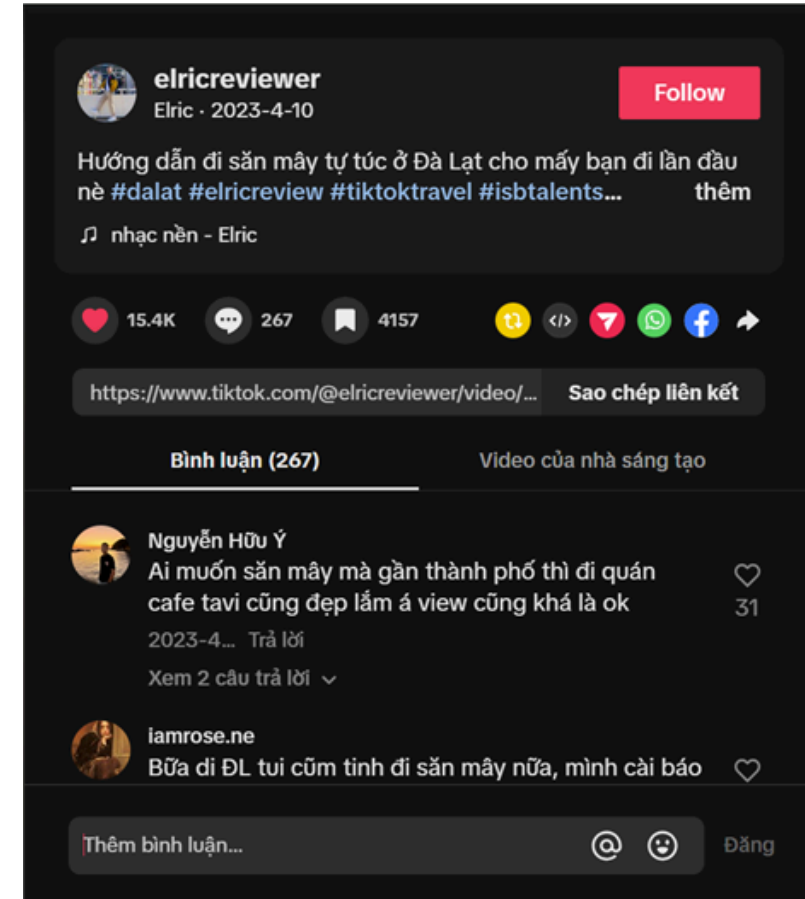 elricreviewer
Elric · 2023-4-10
Follow
Hướng dẫn đi săn mây tự túc ở Đà Lạt cho mấy bạn đi lần đầu
nè #dalat #elricreview #tiktoktravel #isbtalents... thêm
nhạc nền - Elric
15.4K 267 4157
https://www.tiktok.com/@elricreviewer/video/... Sao chép liên kết
Bình luận (267) Video của nhà sáng tạo
Nguyễn Hữu Ý
Ai muốn săn mây mà gần thành phố thì đi quán
cafe tavi cũng đẹp lắm á view cũng khá là ok
31
2023-4... Trả lời
Xem 2 câu trả lời
iamrose.ne
Bữa di ĐL tui cũm tinh đi săn mây nữa, mình cài báo
Thêm bình luận... Đăng